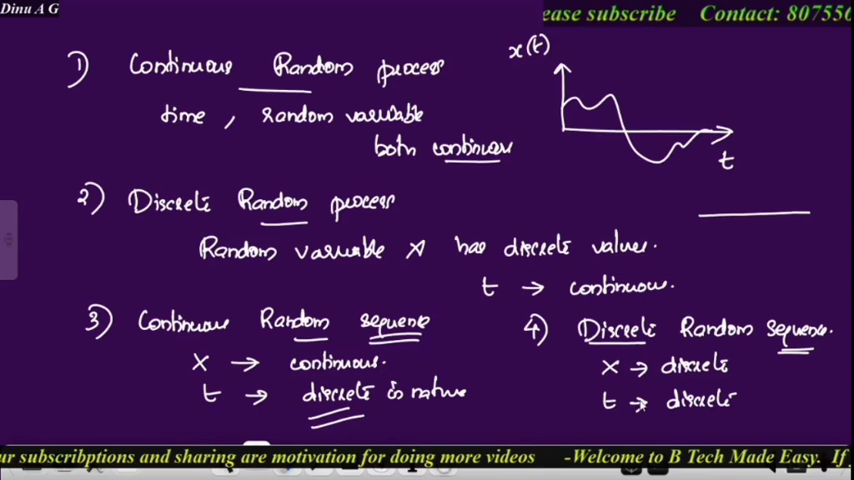 Dinu A G
ease subscribe Contact: 807556
1) Continuous Random process
time, random variable
both continuous
x(t)
t
2) Discrete Random process
Random variable X has discrete values.
t → continuous.
3) Continuous Random sequence
X → continuous.
t → discrete in nature
4) Discrete Random sequence.
X → discrete
t → discrete
ur subscribptions and sharing are motivation for doing more videos -Welcome to B Tech Made Easy. If y